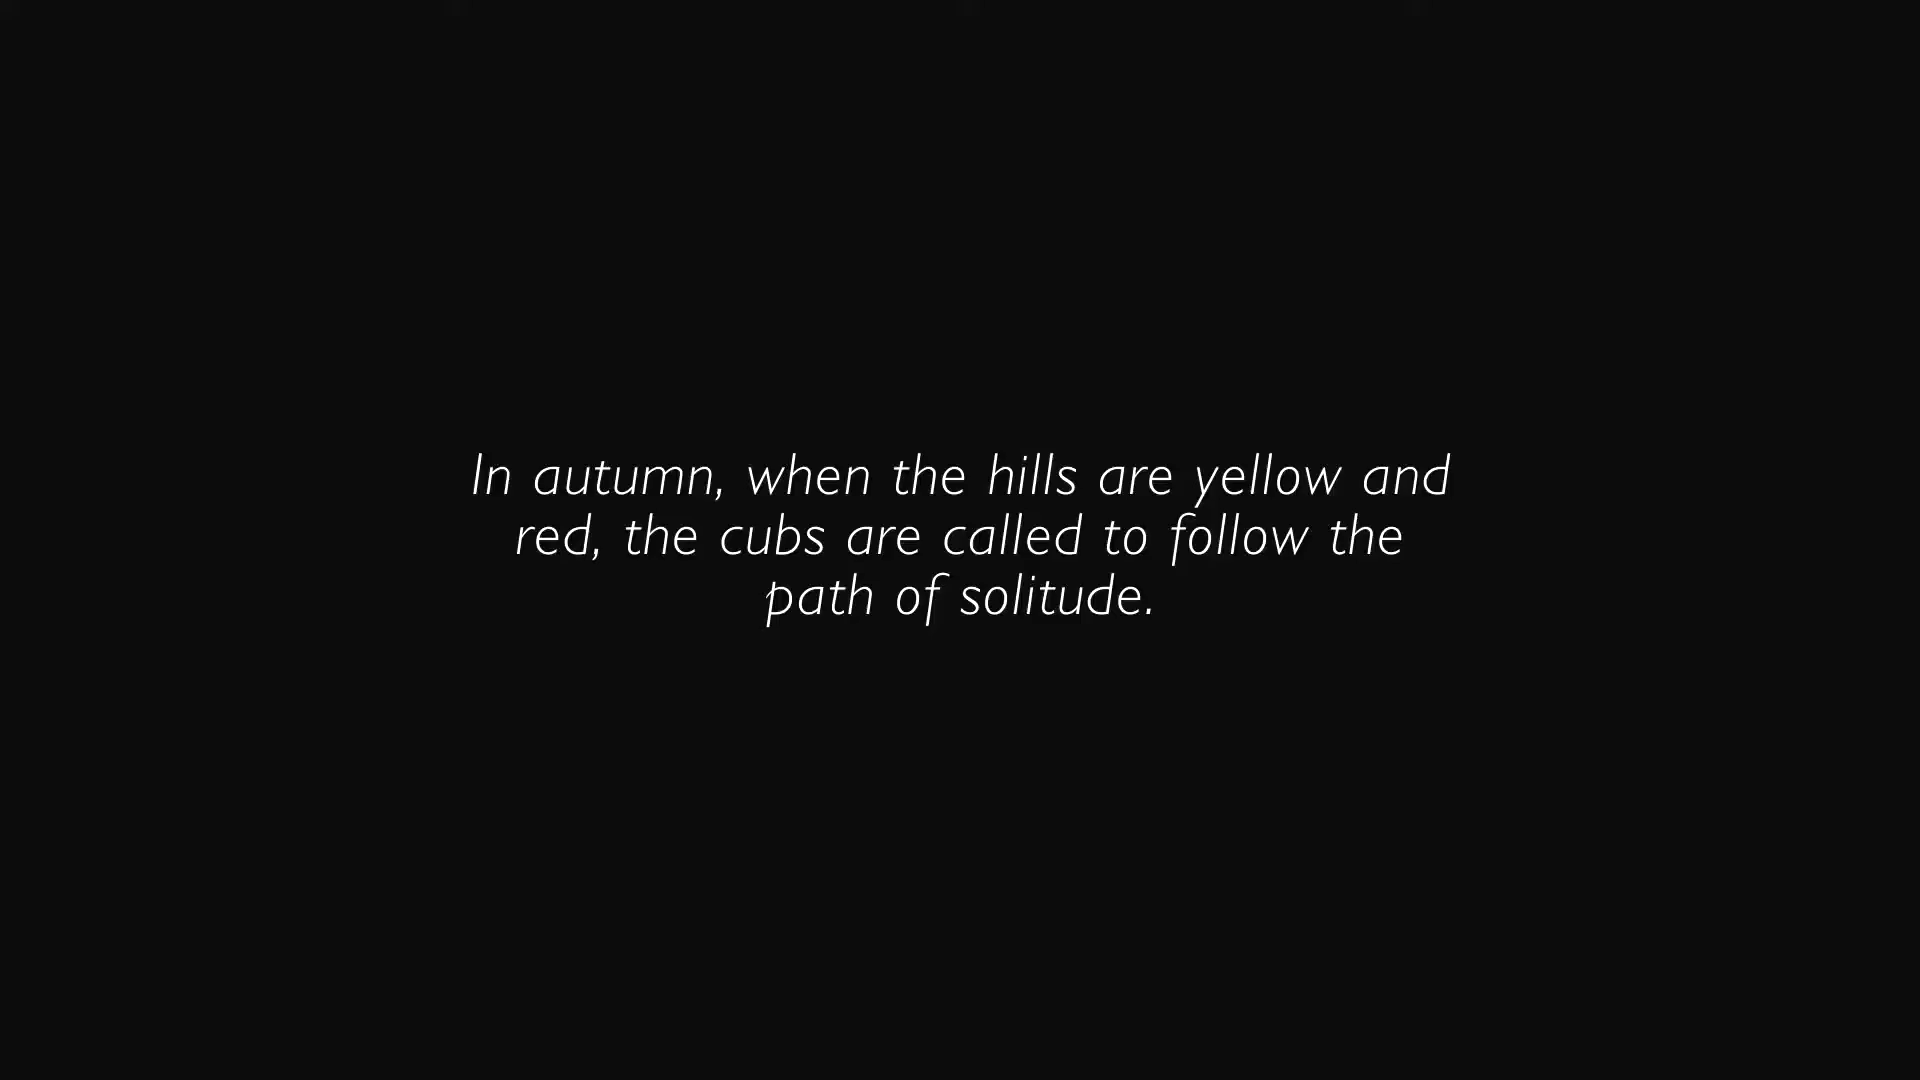 In autumn, when the hills are yellow and
red, the cubs are called to follow the
path of solitude.